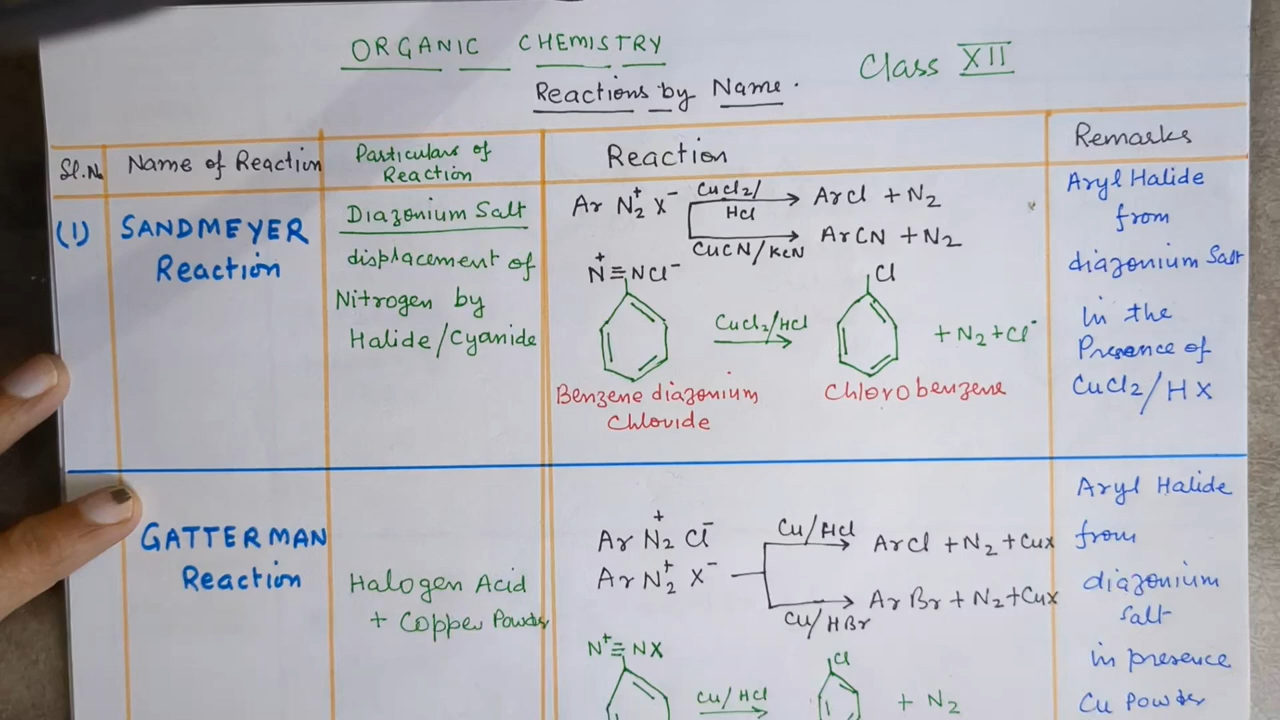 ORGANIC CHEMISTRY
Class XII
Reactions by Name.
Sl.No
Name of Reaction
Particulars of Reaction
Reaction
Remarks
(1)
SANDMEYER
Reaction
Diazonium Salt
displacement of
Nitrogen by
Halide/Cyanide
Ar N₂⁺ X⁻
CuCl2/
HCl
ArCl + N2
CuCN/KCN
ArCN + N2
N⁺≡NCl⁻
CuCl2/HCl
Cl
+ N2 + Cl⁻
Benzene diazonium
Chloride
Chlorobenzene
Aryl Halide
from
diazonium Salt
in the
Presence of
CuCl2/HX
GATTERMAN
Reaction
Halogen Acid
+ Copper Powder
Ar N₂⁺ Cl⁻
Ar N₂⁺ X⁻
Cu/HCl
ArCl + N2 + CuX
Cu/HBr
ArBr + N2 + CuX
N⁺≡NX
Cu/HCl
Cl
+ N2
Aryl Halide
from
diazonium
Salt
in presence
Cu Powder